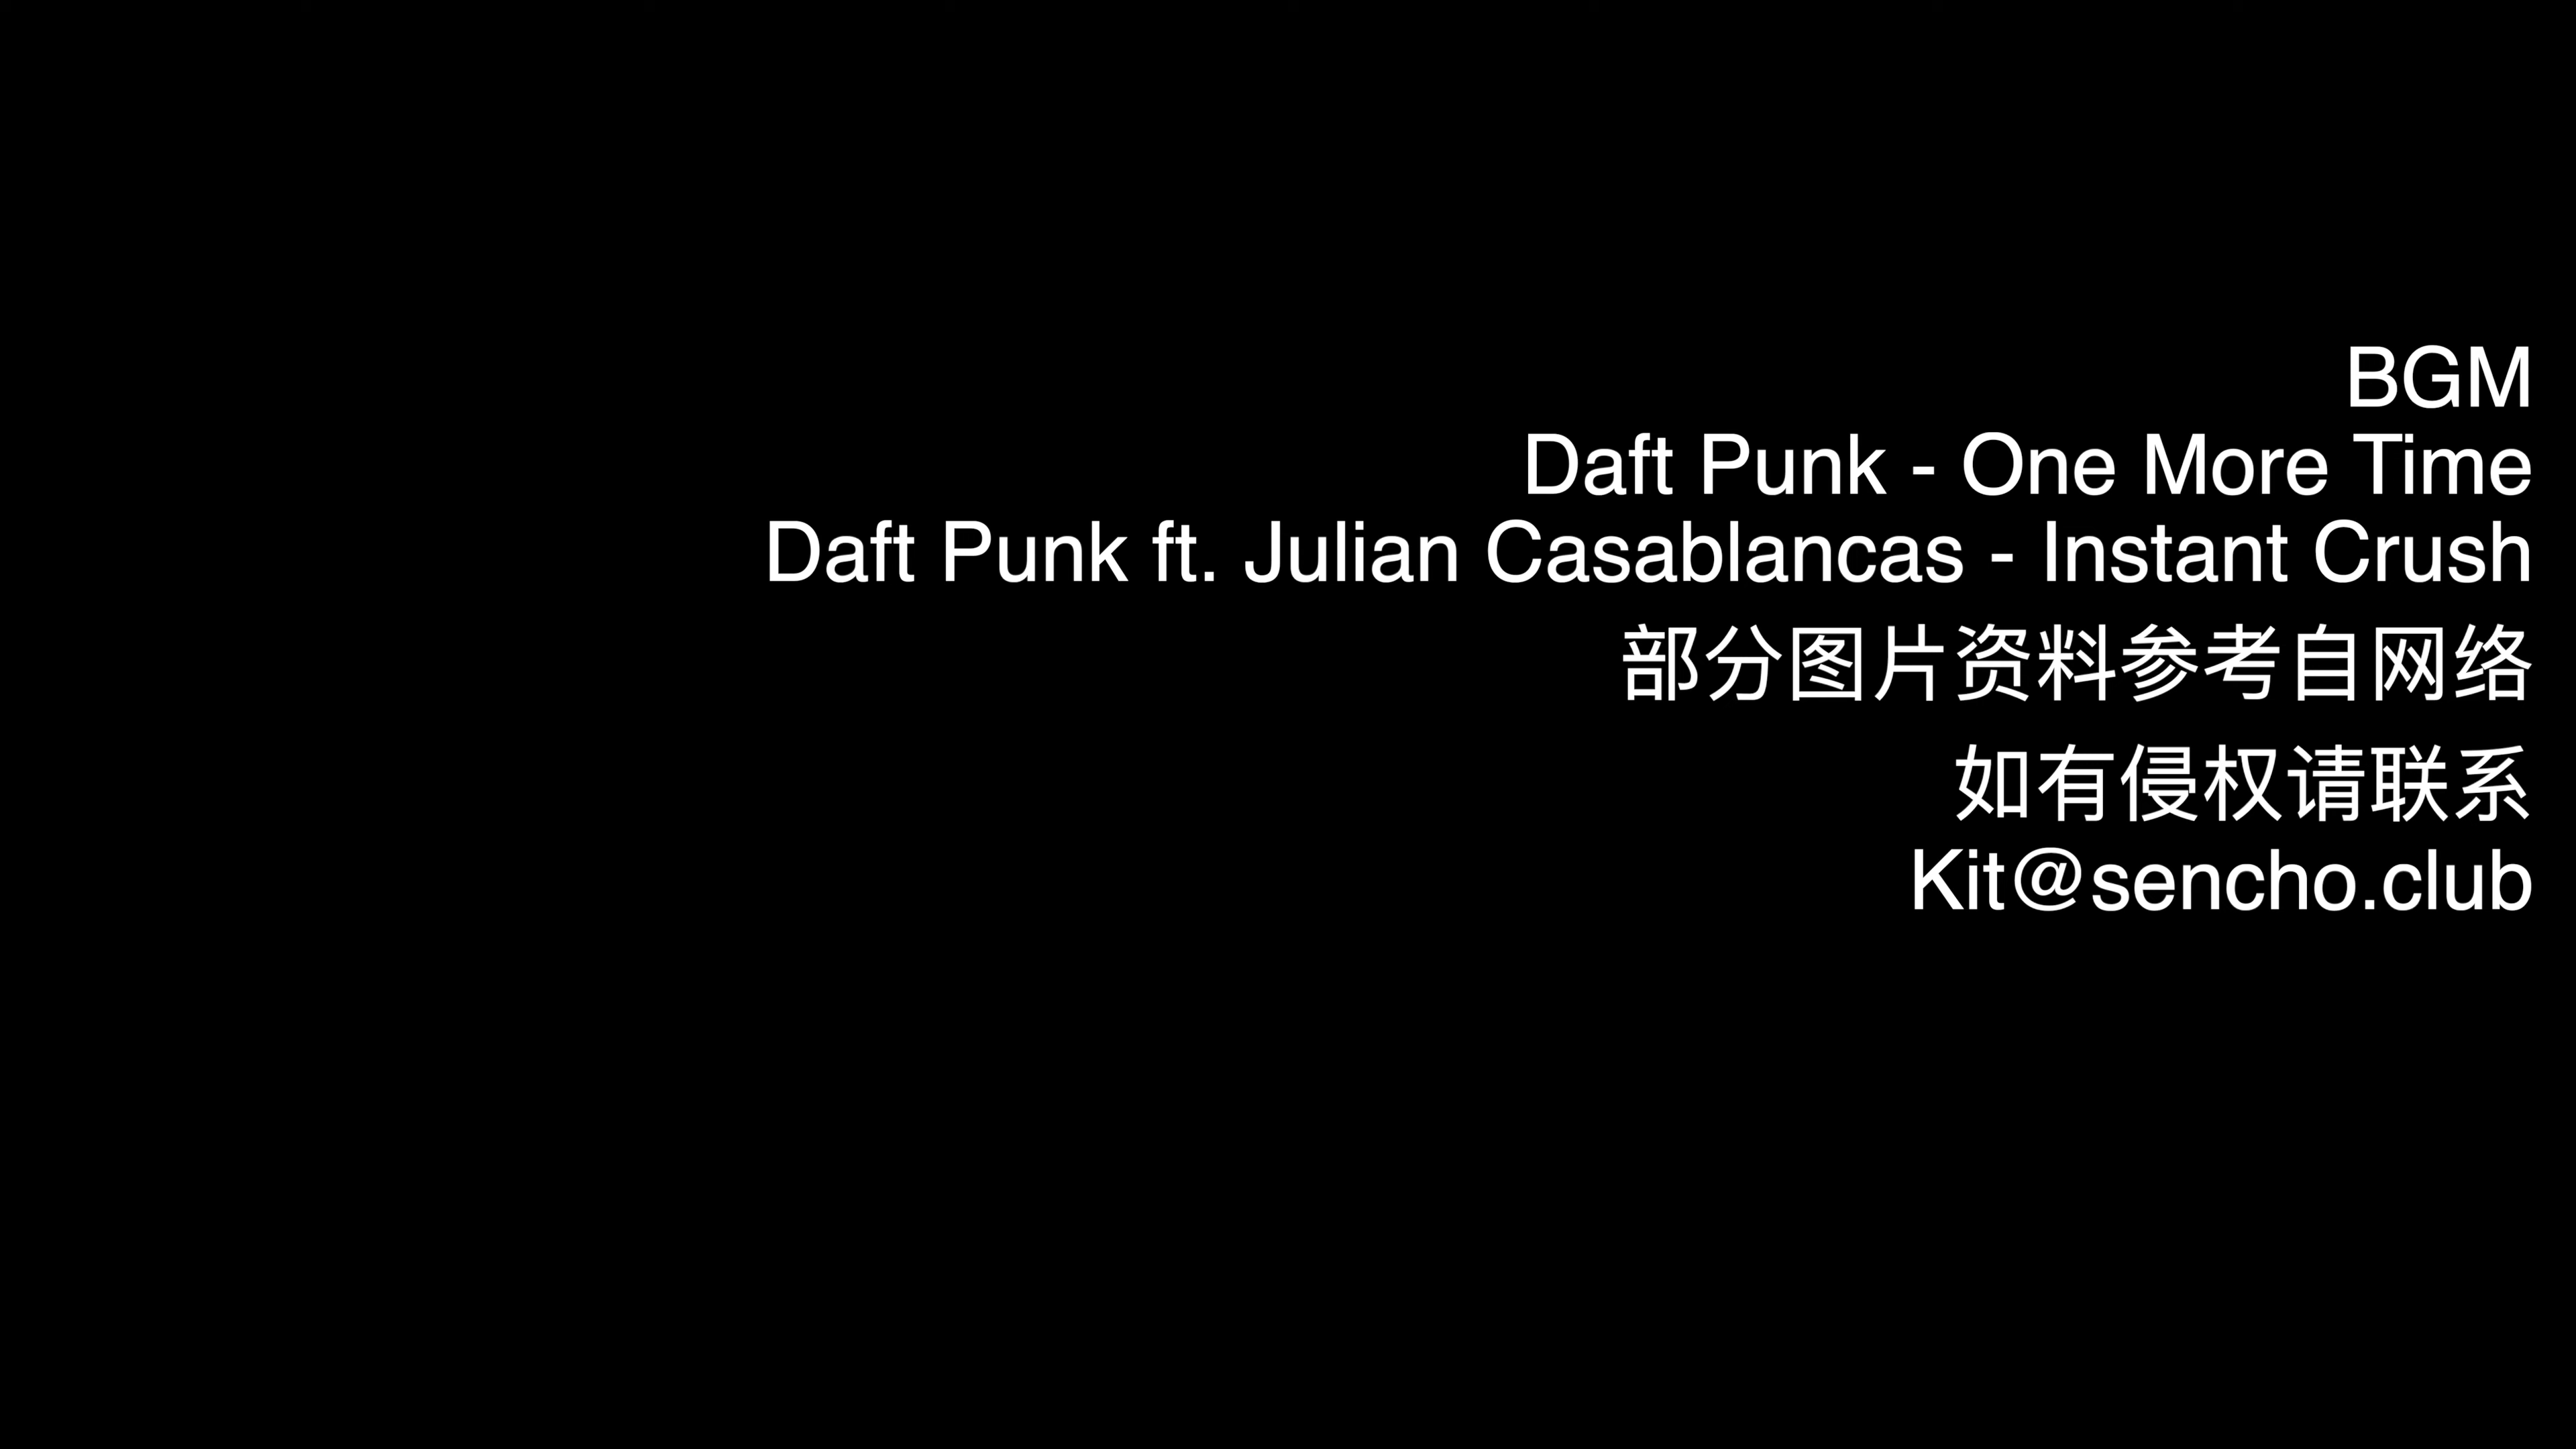 BGM
Daft Punk - One More Time
Daft Punk ft. Julian Casablancas - Instant Crush
部分图片资料参考自网络
如有侵权请联系
Kit@sencho.club